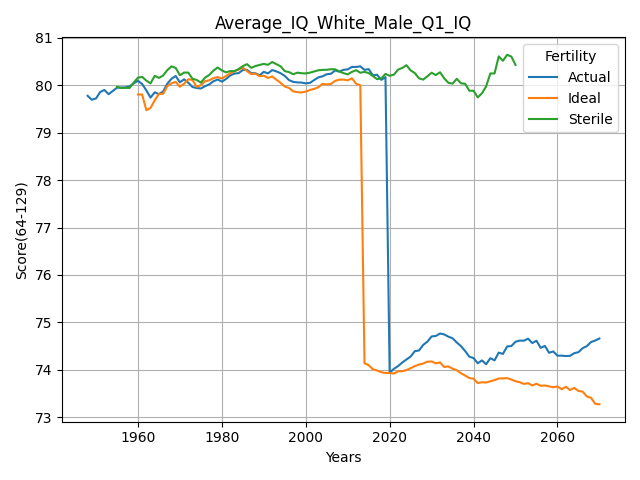 Average_IQ_White_Male_Q1_IQ
Fertility
Actual
Ideal
Sterile
Score(64-129)
81
80
79
78
77
76
75
74
73
1960
1980
2000
2020
2040
2060
Years